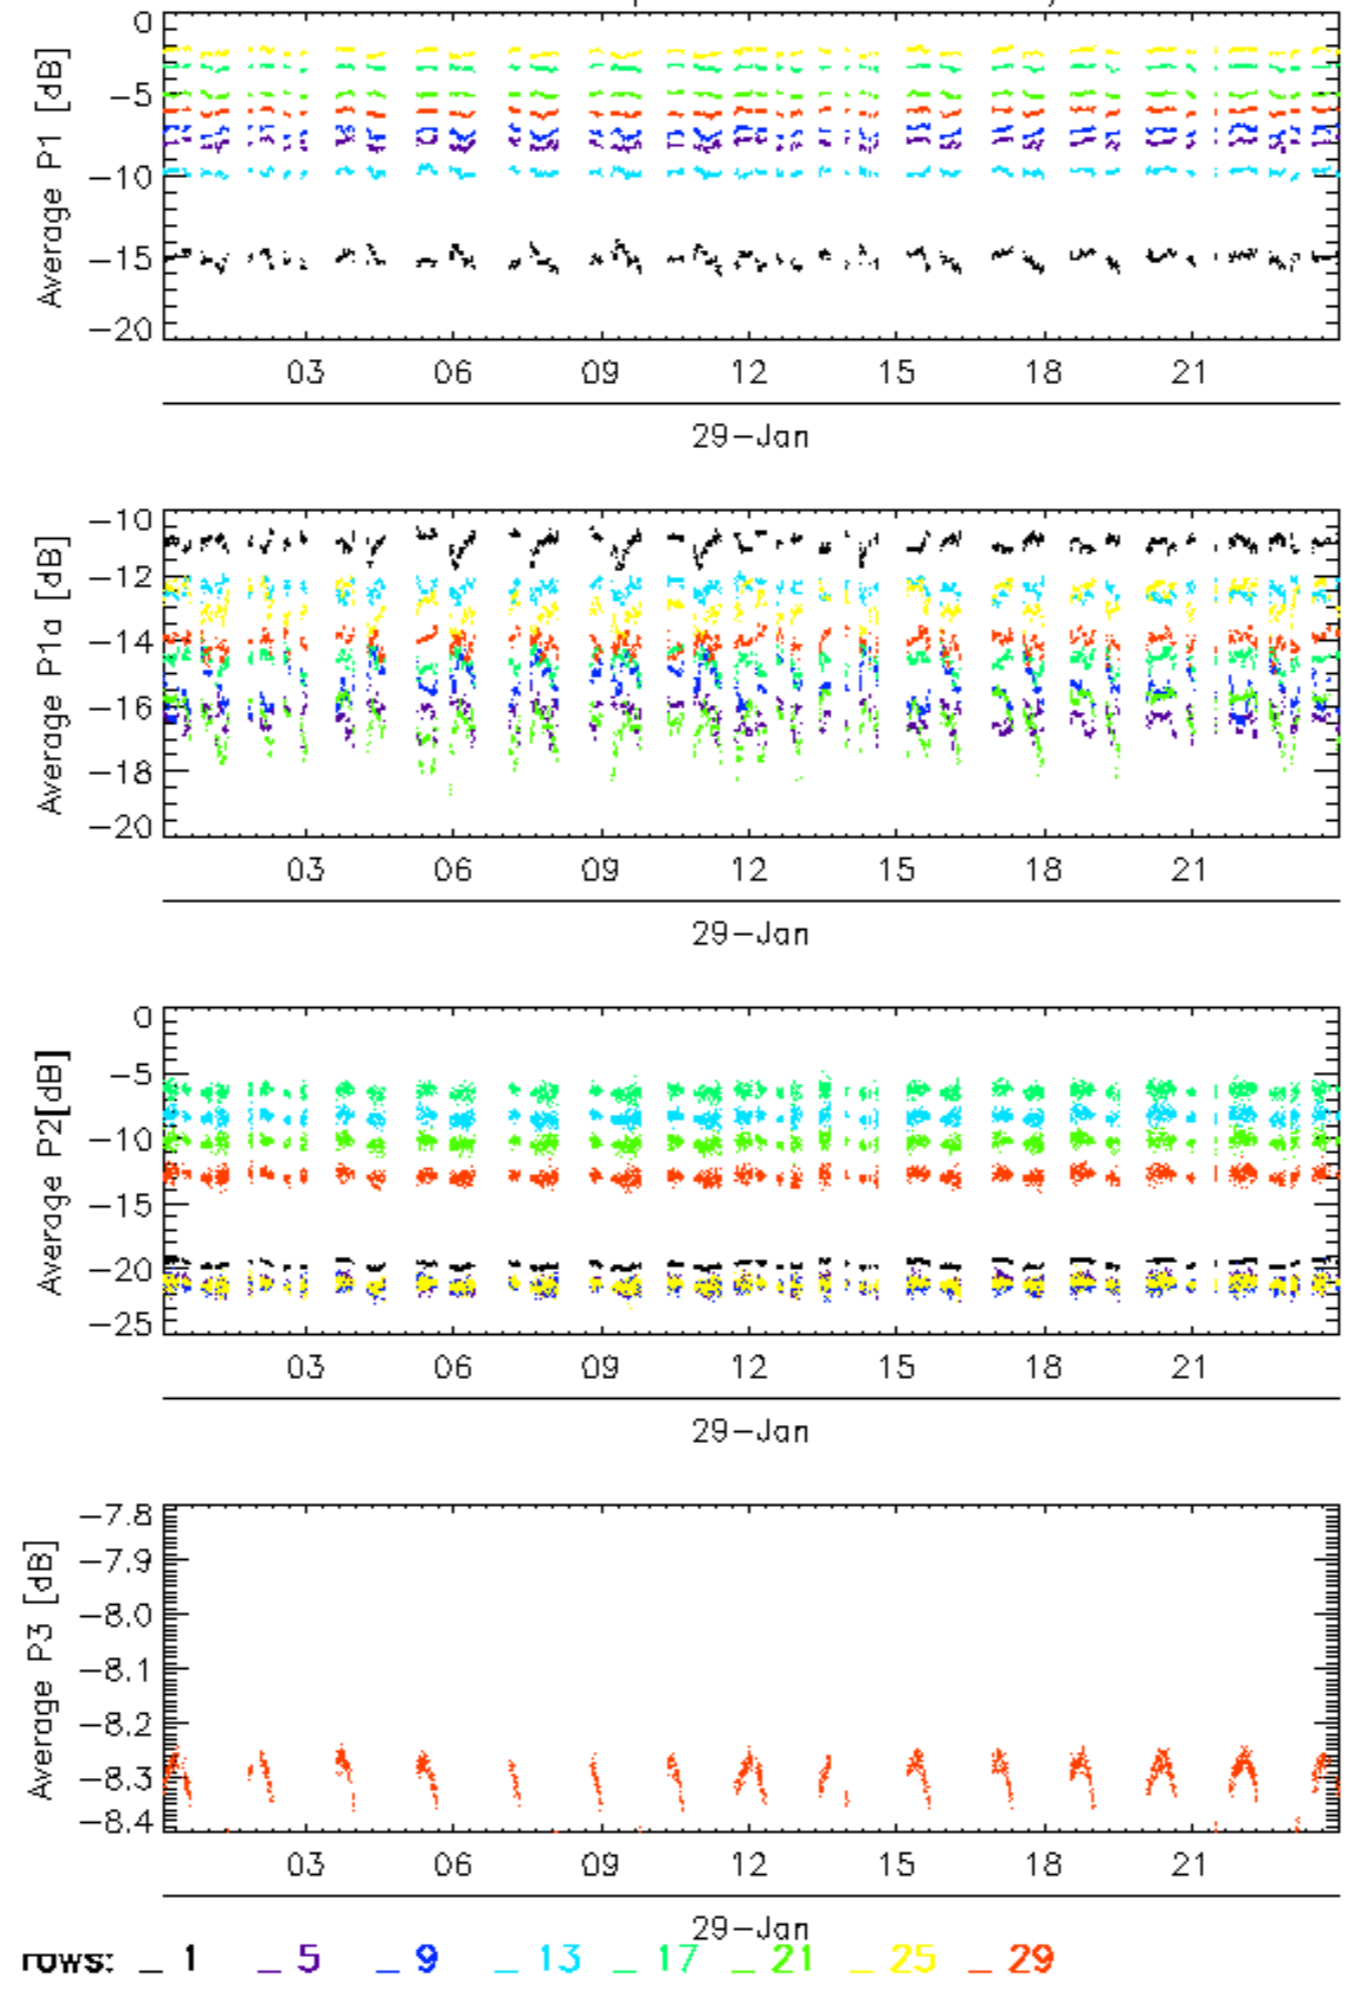 0
-5
-10
-15
-20
Average P1 [dB]
03 06 09 12 15 18 21
29-Jan
-10
-12
-14
-16
-18
-20
Average P1a [dB]
03 06 09 12 15 18 21
29-Jan
0
-5
-10
-15
-20
-25
Average P2[dB]
03 06 09 12 15 18 21
29-Jan
-7.8
-7.9
-8.0
-8.1
-8.2
-8.3
-8.4
Average P3 [dB]
03 06 09 12 15 18 21
29-Jan
rows: _ 1 _ 5 _ 9 _ 13 _ 17 _ 21 _ 25 _ 29